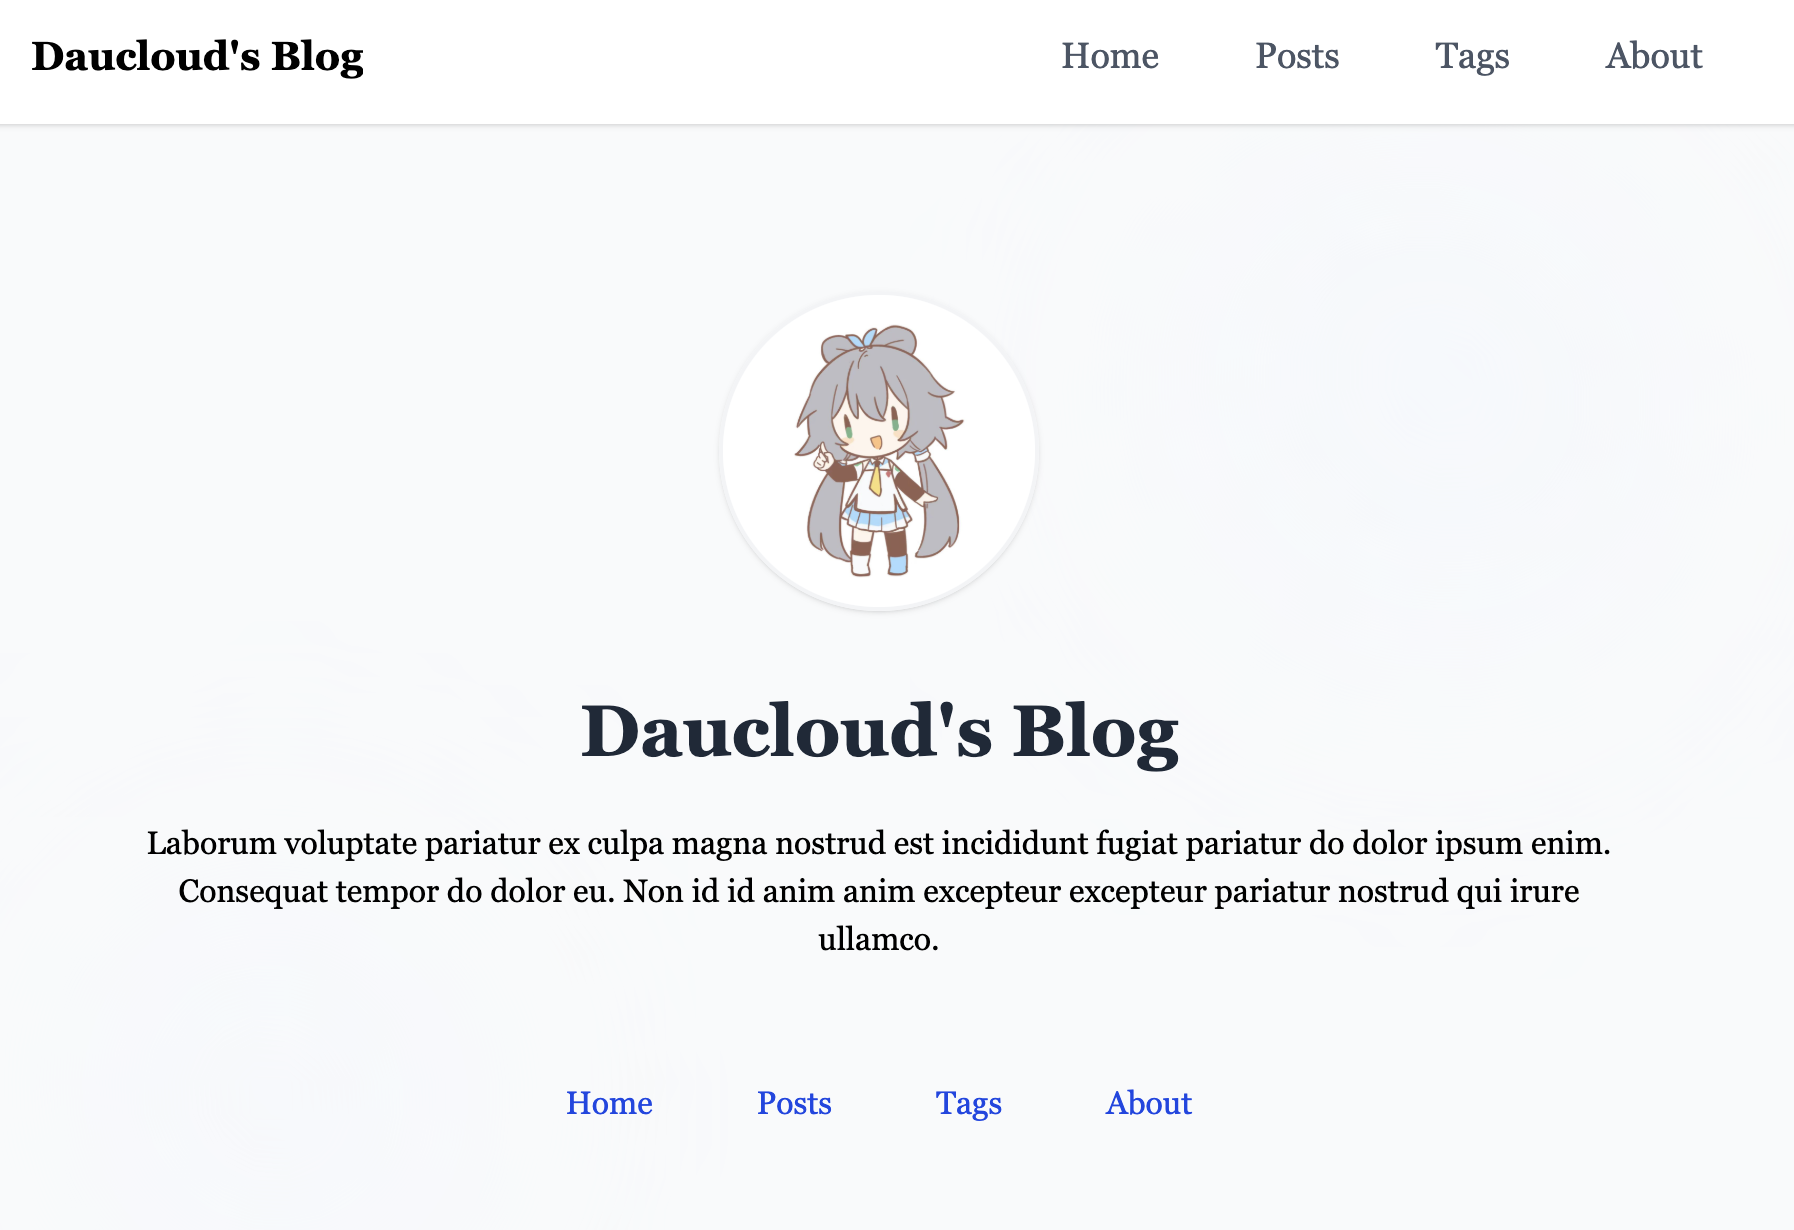 Daucloud's Blog
Home Posts Tags About
Daucloud's Blog
Laborum voluptate pariatur ex culpa magna nostrud est incididunt fugiat pariatur do dolor ipsum enim.
Consequat tempor do dolor eu. Non id id anim anim excepteur excepteur pariatur nostrud qui irure
ullamco.
Home Posts Tags About